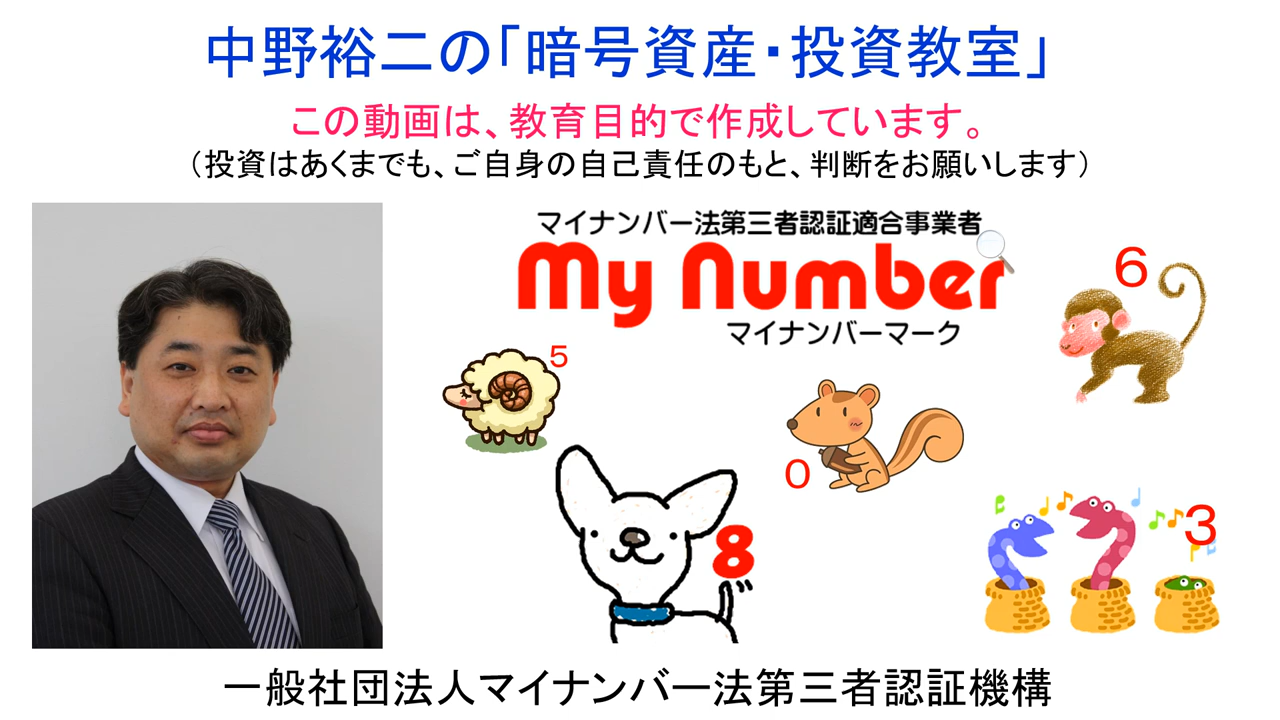 中野裕二の「暗号資産・投資教室」
この動画は、教育目的で作成しています。
（投資はあくまでも、ご自身の自己責任のもと、判断をお願いします）
マイナンバー法第三者認証適合事業者
My Number
マイナンバーマーク
6
5
0
8
3
一般社団法人マイナンバー法第三者認証機構